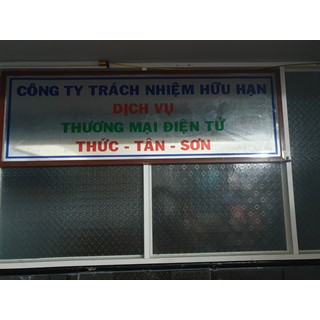 CÔNG TY TRÁCH NHIỆM HỮU HẠN
DỊCH VỤ
THƯƠNG MẠI ĐIỆN TỬ
THỨC - TÂN - SƠN